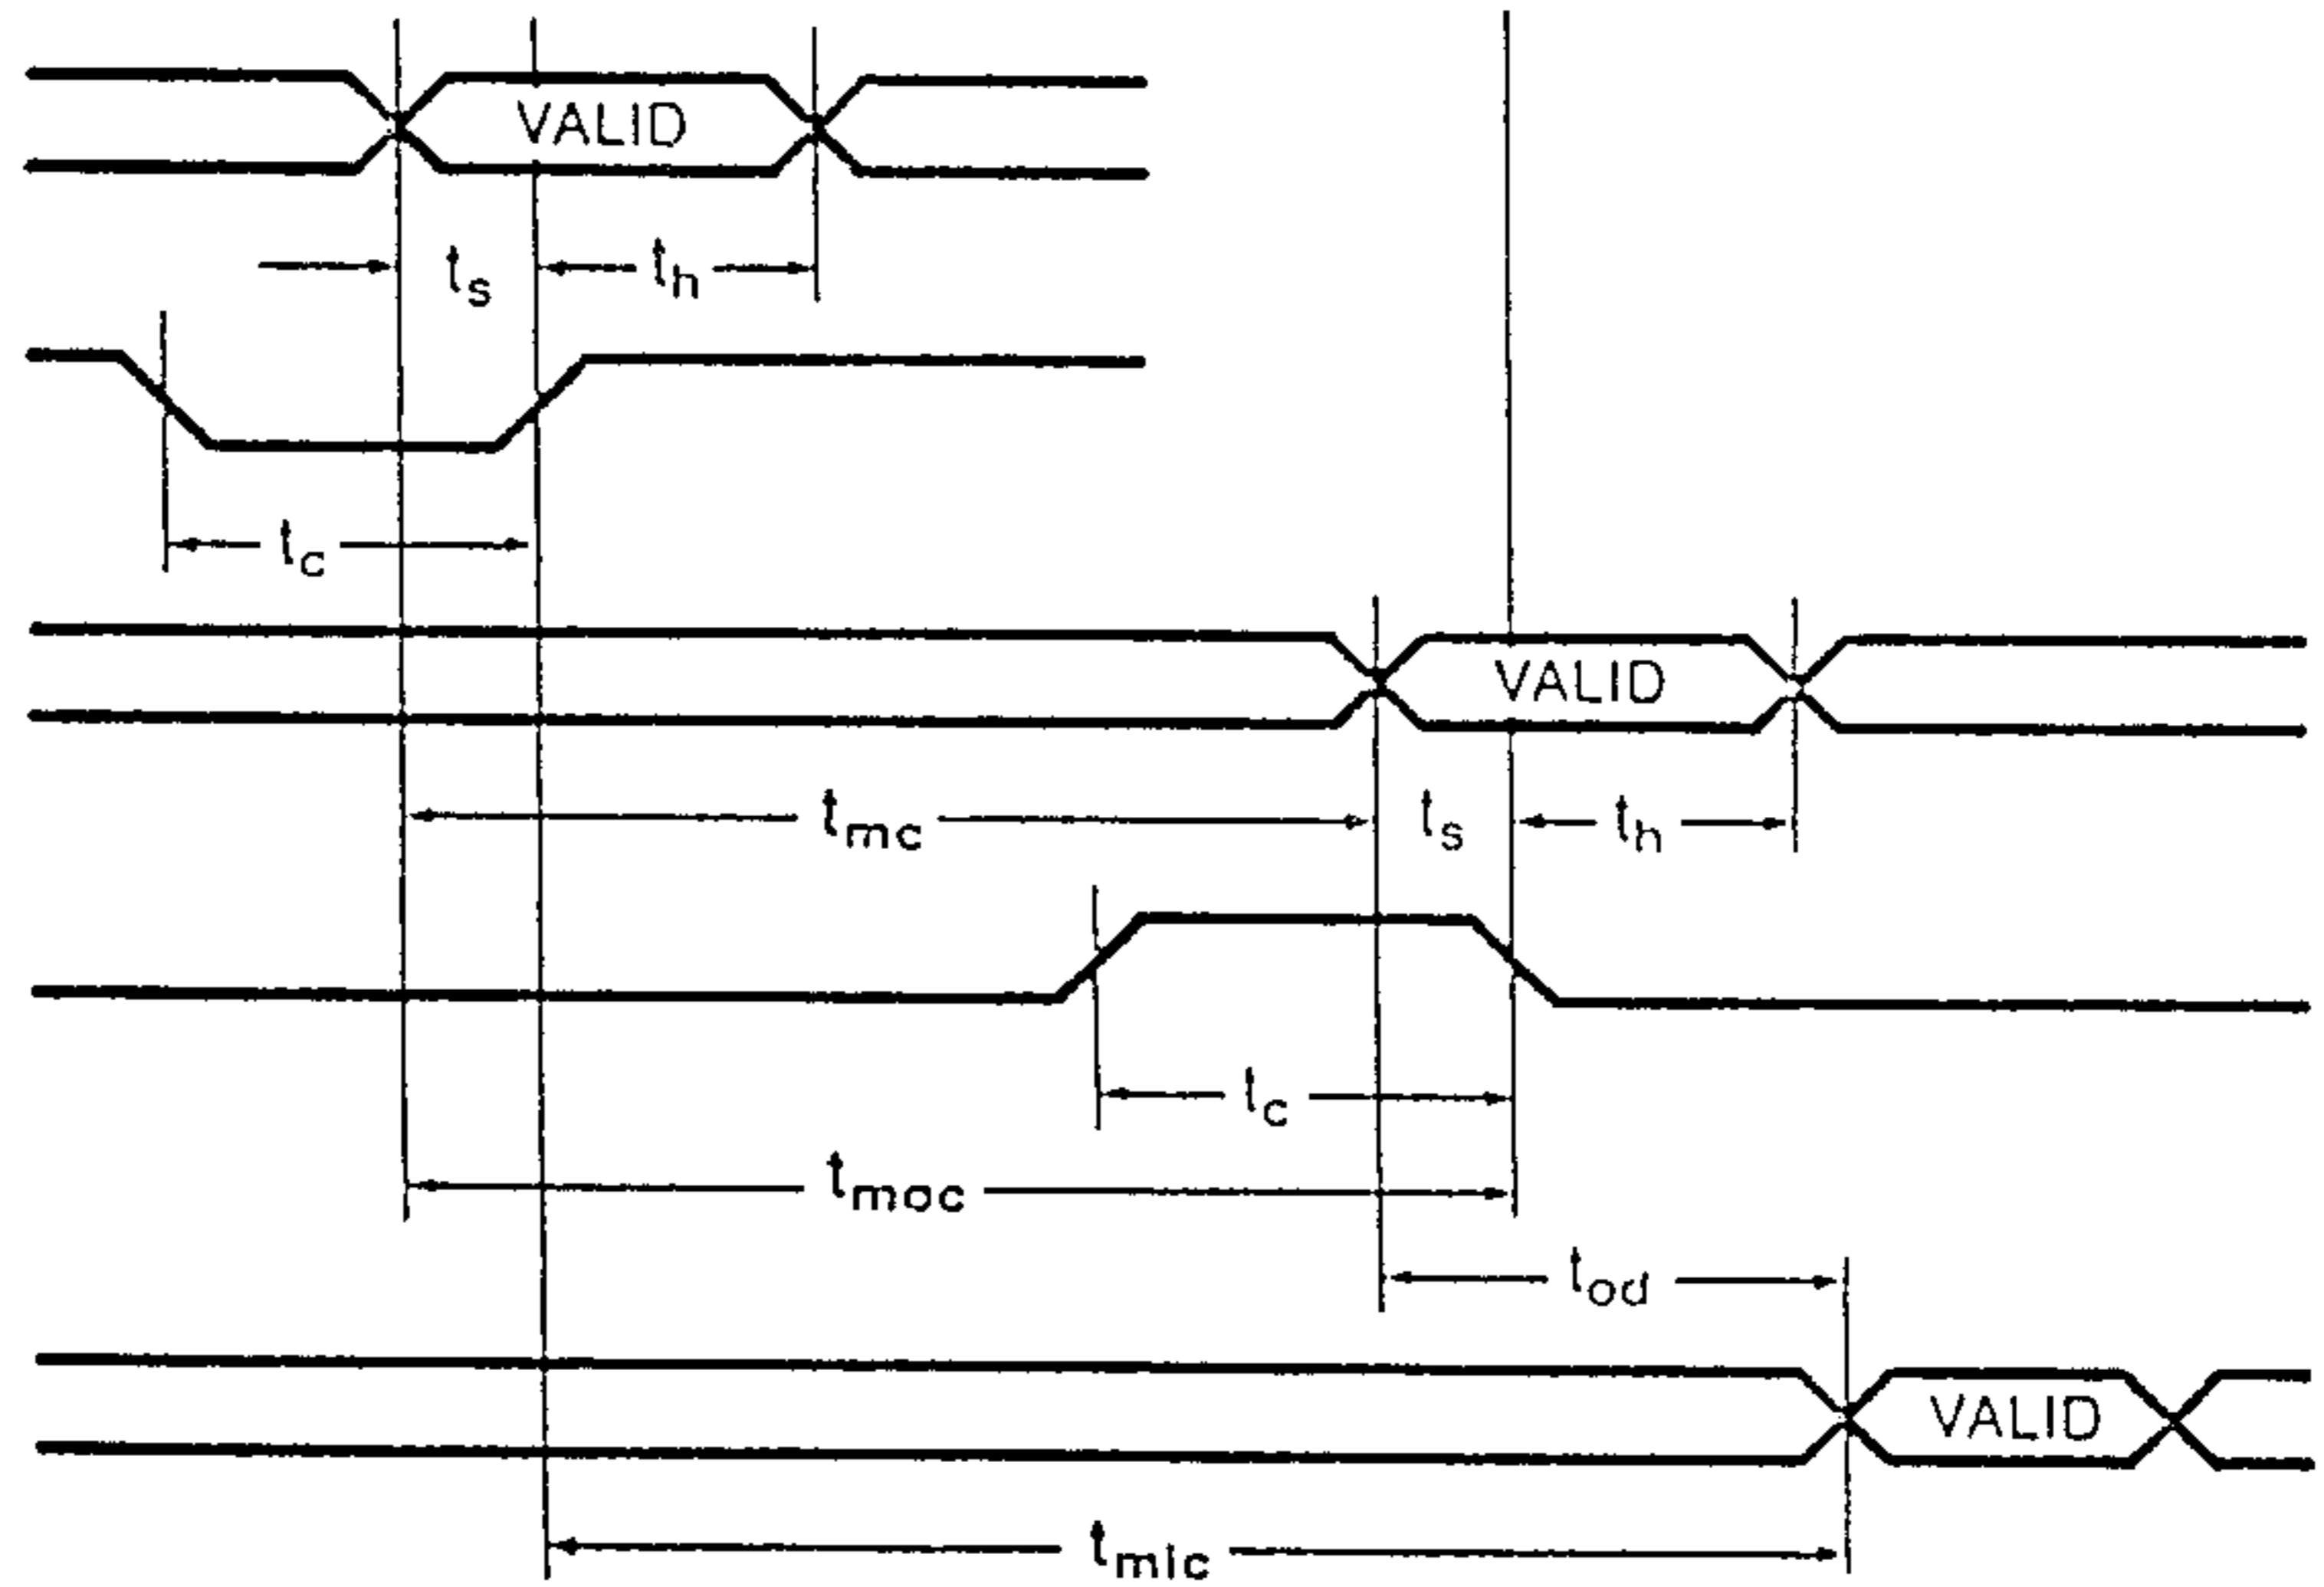 VALID
ts th
tc
VALID
tmc ts th
tc
tmoc
tod
VALID
tmic